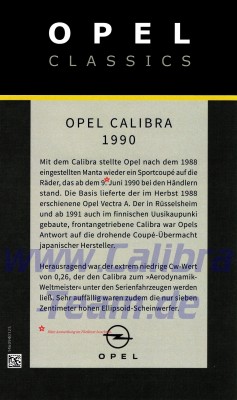 OPEL
CLASSICS
OPEL CALIBRA
1990
Mit dem Calibra stellte Opel nach dem 1988
eingestellten Manta wieder ein Sportcoupé auf die
Räder, das ab dem 9. Juni 1990 bei den Händlern
stand. Die Basis lieferte der im Herbst 1988
erschienene Opel Vectra A. Der in Rüsselsheim
und ab 1991 auch im finnischen Uusikaupunki
gebaute, frontangetriebene Calibra war Opels
Antwort auf die drohende Coupé-Übermacht
japanischer Hersteller.
Herausragend war der extrem niedrige Cw-Wert
von 0,26, der den Calibra zum »Aerodynamik-
Weltmeister« unter den Serienfahrzeugen werden
ließ. Sehr auffällig waren zudem die nur sieben
Zentimeter hohen Ellipsoid-Scheinwerfer.
OPEL
www.Calibra
Team.de